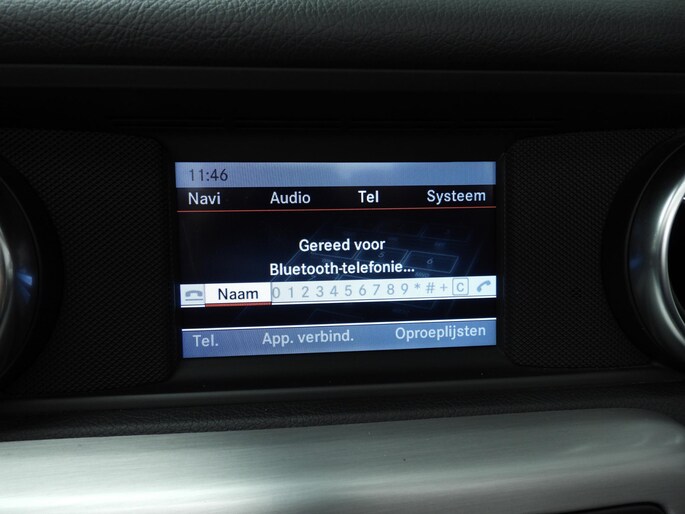 11:46
Navi Audio Tel Systeem
Gereed voor
Bluetooth-telefonie...
Naam 0 1 2 3 4 5 6 7 8 9 * # + C
Tel. App. verbind. Oproeplijsten